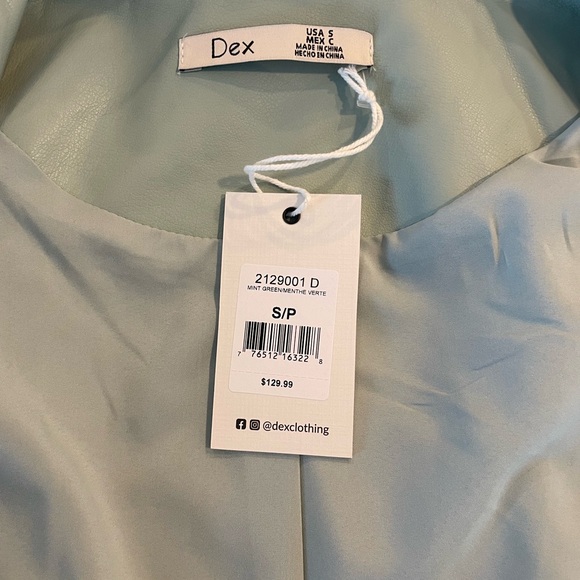 Dex
USA S
MEX C
MADE IN CHINA
HECHO EN CHINA
2129001 D
MINT GREEN/MENTHE VERTE
S/P
7 76512 16322 8
$129.99
@dexclothing